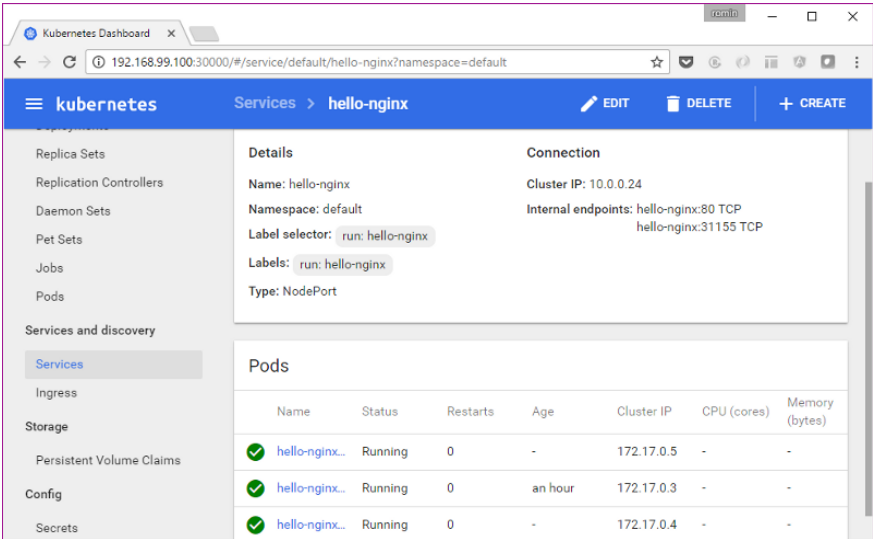 romin
Kubernetes Dashboard
192.168.99.100:30000/#/service/default/hello-nginx?namespace=default
kubernetes
Services > hello-nginx
EDIT
DELETE
+ CREATE
Replica Sets
Replication Controllers
Daemon Sets
Pet Sets
Jobs
Pods
Services and discovery
Services
Ingress
Storage
Persistent Volume Claims
Config
Secrets
Details
Name: hello-nginx
Namespace: default
Label selector: run: hello-nginx
Labels: run: hello-nginx
Type: NodePort
Connection
Cluster IP: 10.0.0.24
Internal endpoints: hello-nginx:80 TCP
hello-nginx:31155 TCP
Pods
Name Status Restarts Age Cluster IP CPU (cores) Memory (bytes)
hello-nginx... Running 0 - 172.17.0.5 - -
hello-nginx... Running 0 an hour 172.17.0.3 - -
hello-nginx... Running 0 - 172.17.0.4 - -